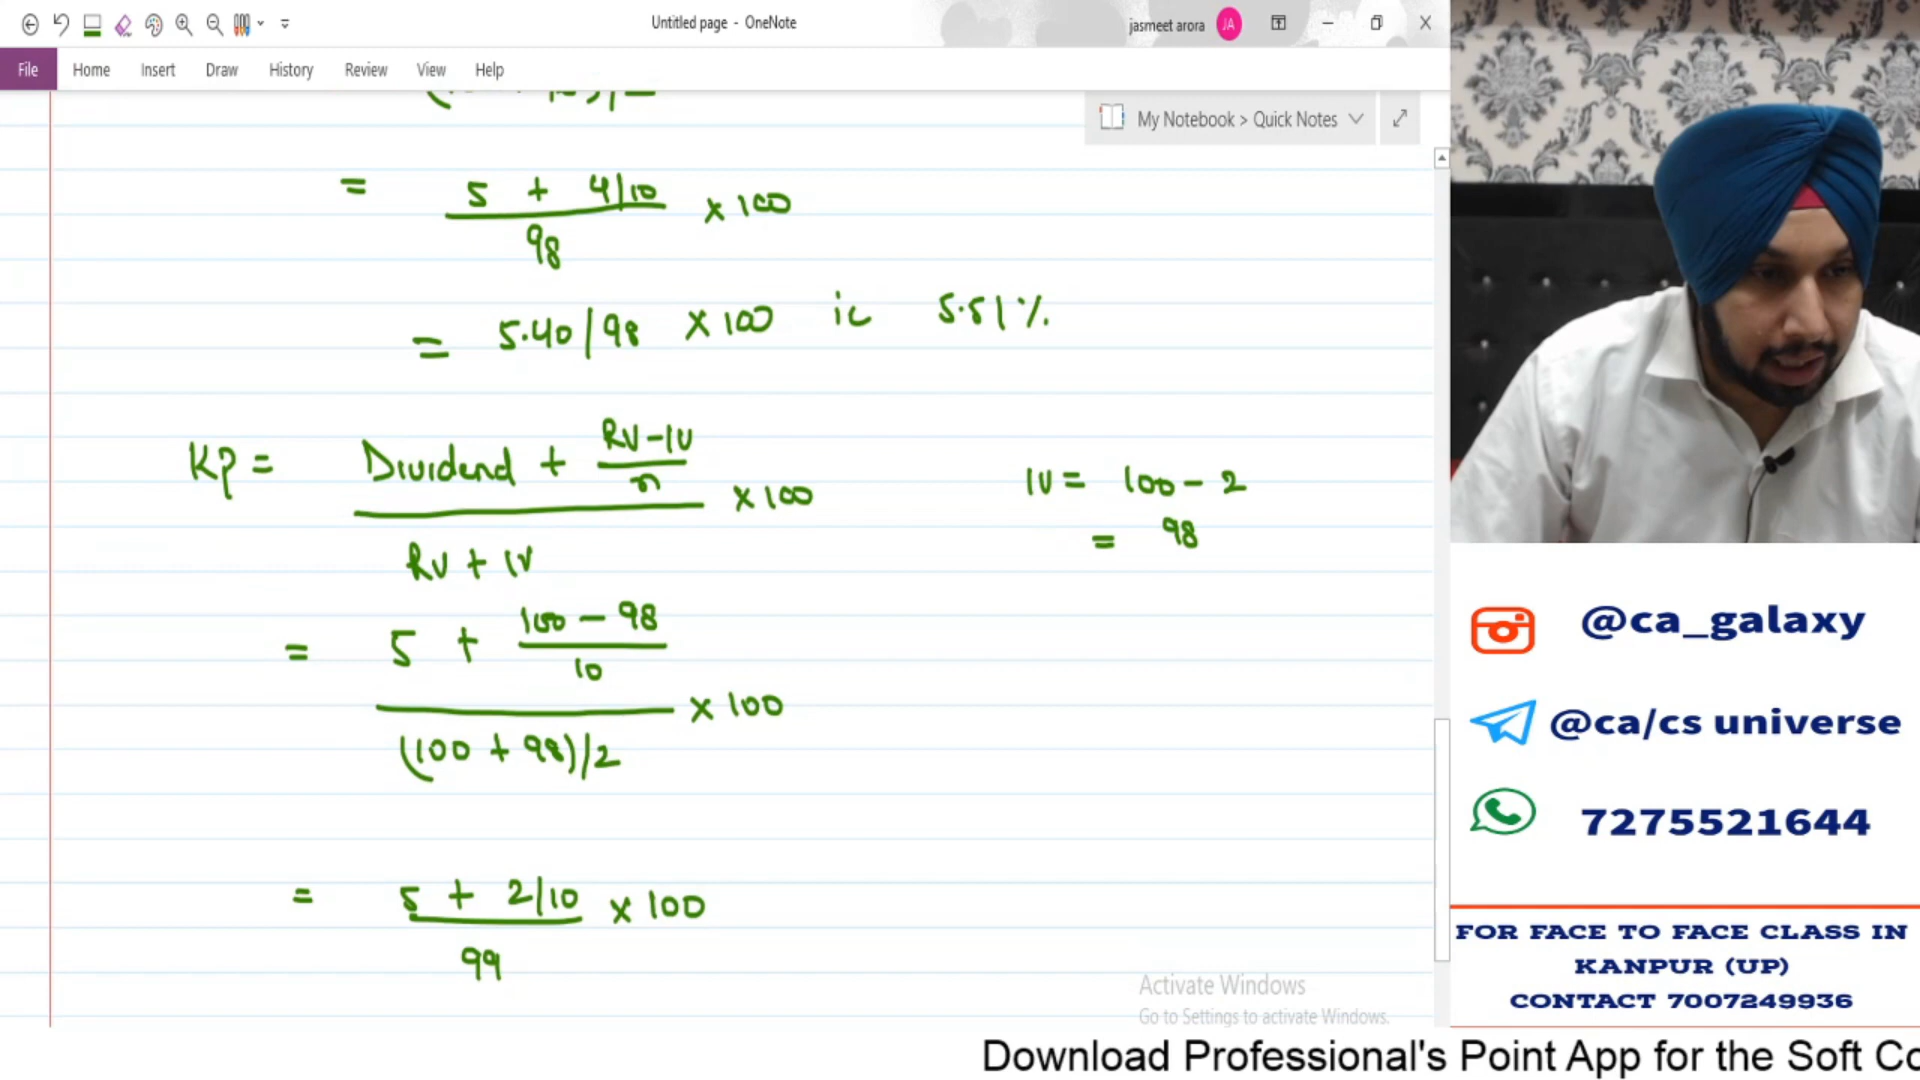 Untitled page - OneNote
jasmeet arora JA
File Home Insert Draw History Review View Help
My Notebook > Quick Notes
= 5 + 4/10
98
× 100
= 5.40/98 × 100 ie 5.51%
Kp = Dividend + RV-IV
n
× 100
RV + IV
IV = 100 - 2
= 98
= 5 + 100 - 98
10
× 100
(100 + 98)/2
= 5 + 2/10 × 100
99
Activate Windows
Go to Settings to activate Windows.
@ca_galaxy
@ca/cs universe
7275521644
FOR FACE TO FACE CLASS IN
KANPUR (UP)
CONTACT 7007249936
Download Professional's Point App for the Soft Co